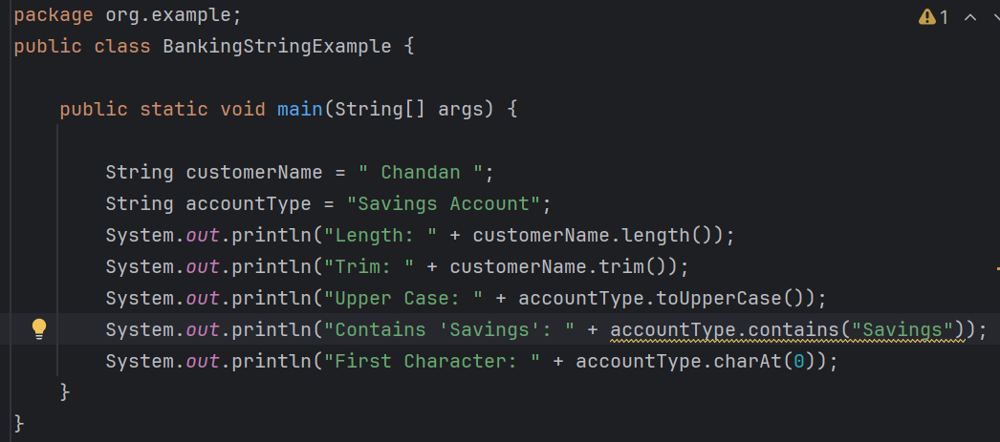 package org.example;
1
public class BankingStringExample {
public static void main(String[] args) {
String customerName = " Chandan ";
String accountType = "Savings Account";
System.out.println("Length: " + customerName.length());
System.out.println("Trim: " + customerName.trim());
System.out.println("Upper Case: " + accountType.toUpperCase());
System.out.println("Contains 'Savings': " + accountType.contains("Savings"));
System.out.println("First Character: " + accountType.charAt(0));
}
}